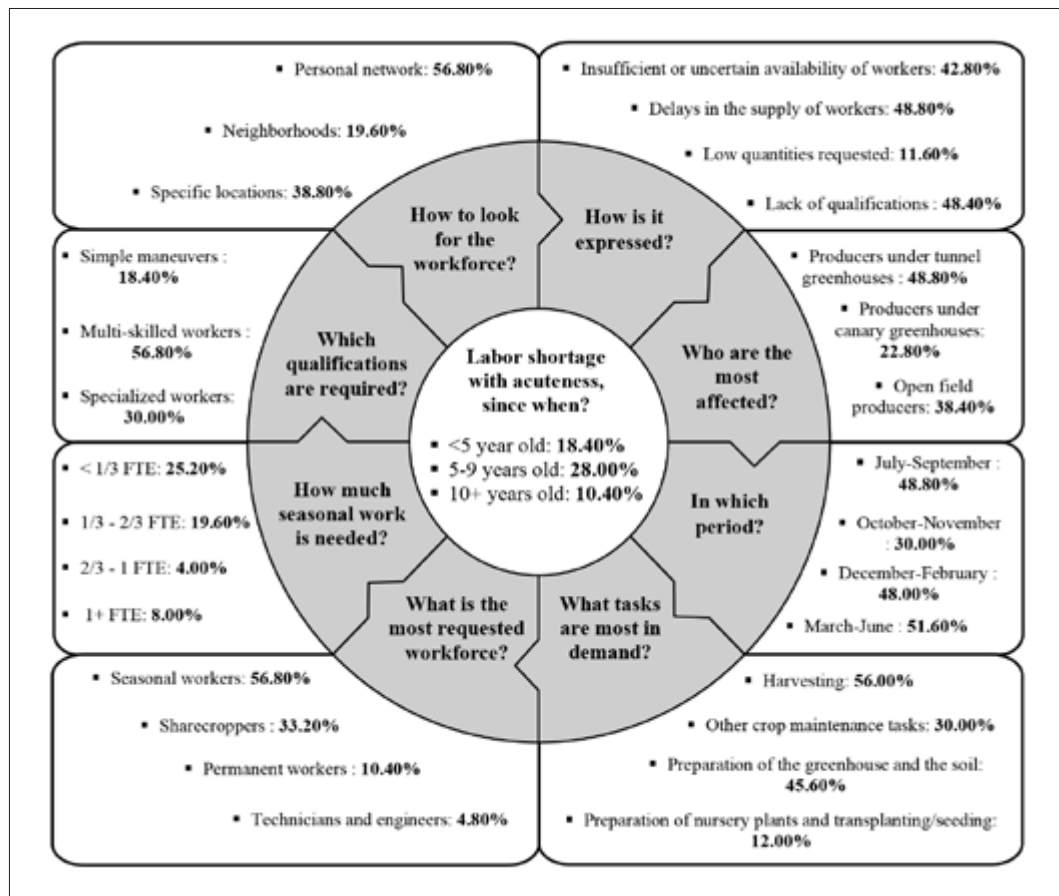 ▪ Personal network: 56.80%
▪ Neighborhoods: 19.60%
▪ Specific locations: 38.80%
▪ Insufficient or uncertain availability of workers: 42.80%
▪ Delays in the supply of workers: 48.80%
▪ Low quantities requested: 11.60%
▪ Lack of qualifications : 48.40%
How to look
for the
workforce?
How is it
expressed?
▪ Simple maneuvers :
18.40%
▪ Multi-skilled workers :
56.80%
▪ Specialized workers:
30.00%
Which
qualifications
are required?
Labor shortage
with acuteness,
since when?
▪ <5 year old: 18.40%
▪ 5-9 years old: 28.00%
▪ 10+ years old: 10.40%
Who are the
most
affected?
▪ Producers under tunnel
greenhouses : 48.80%
▪ Producers under
canary greenhouses:
22.80%
▪ Open field
producers: 38.40%
▪ < 1/3 FTE: 25.20%
▪ 1/3 - 2/3 FTE: 19.60%
▪ 2/3 - 1 FTE: 4.00%
▪ 1+ FTE: 8.00%
How much
seasonal work
is needed?
In which
period?
▪ July-September :
48.80%
▪ October-November
: 30.00%
▪ December-February :
48.00%
▪ March-June : 51.60%
What is the
most requested
workforce?
What tasks
are most in
demand?
▪ Seasonal workers: 56.80%
▪ Sharecroppers : 33.20%
▪ Permanent workers : 10.40%
▪ Technicians and engineers: 4.80%
▪ Harvesting: 56.00%
▪ Other crop maintenance tasks: 30.00%
▪ Preparation of the greenhouse and the soil:
45.60%
▪ Preparation of nursery plants and transplanting/seeding:
12.00%